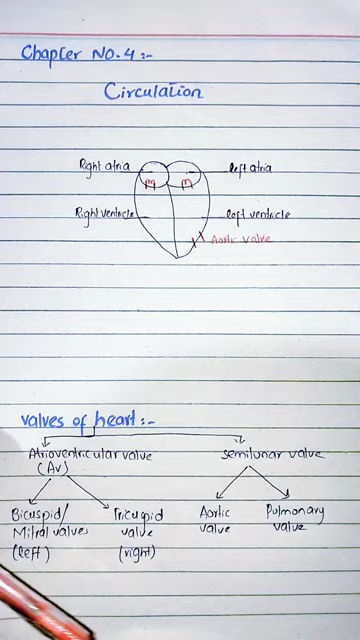 Chapter NO. 4 :-
Circulation
Right atria
left atria
m
m
Right ventricle
left ventricle
Aortic valve
valves of heart :-
Atrioventricular valve
semilunar valve
(AV)
Bicuspid/
Tricuspid
Aortic
Pulmonary
Mitral valves
valve
valve
valve
(left)
(right)